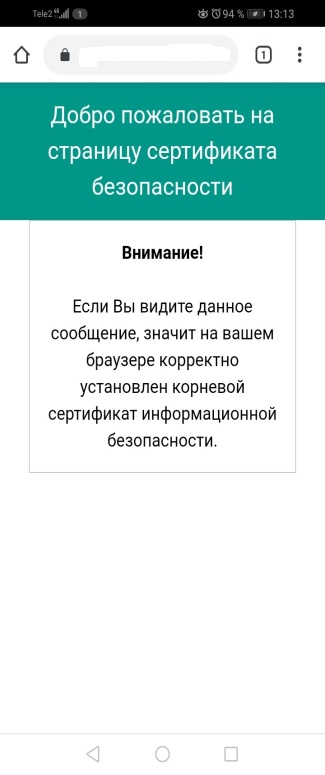 Tele2 4G 1 94 % 13:13
1
Добро пожаловать на
страницу сертификата
безопасности
Внимание!
Если Вы видите данное
сообщение, значит на вашем
браузере корректно
установлен корневой
сертификат информационной
безопасности.